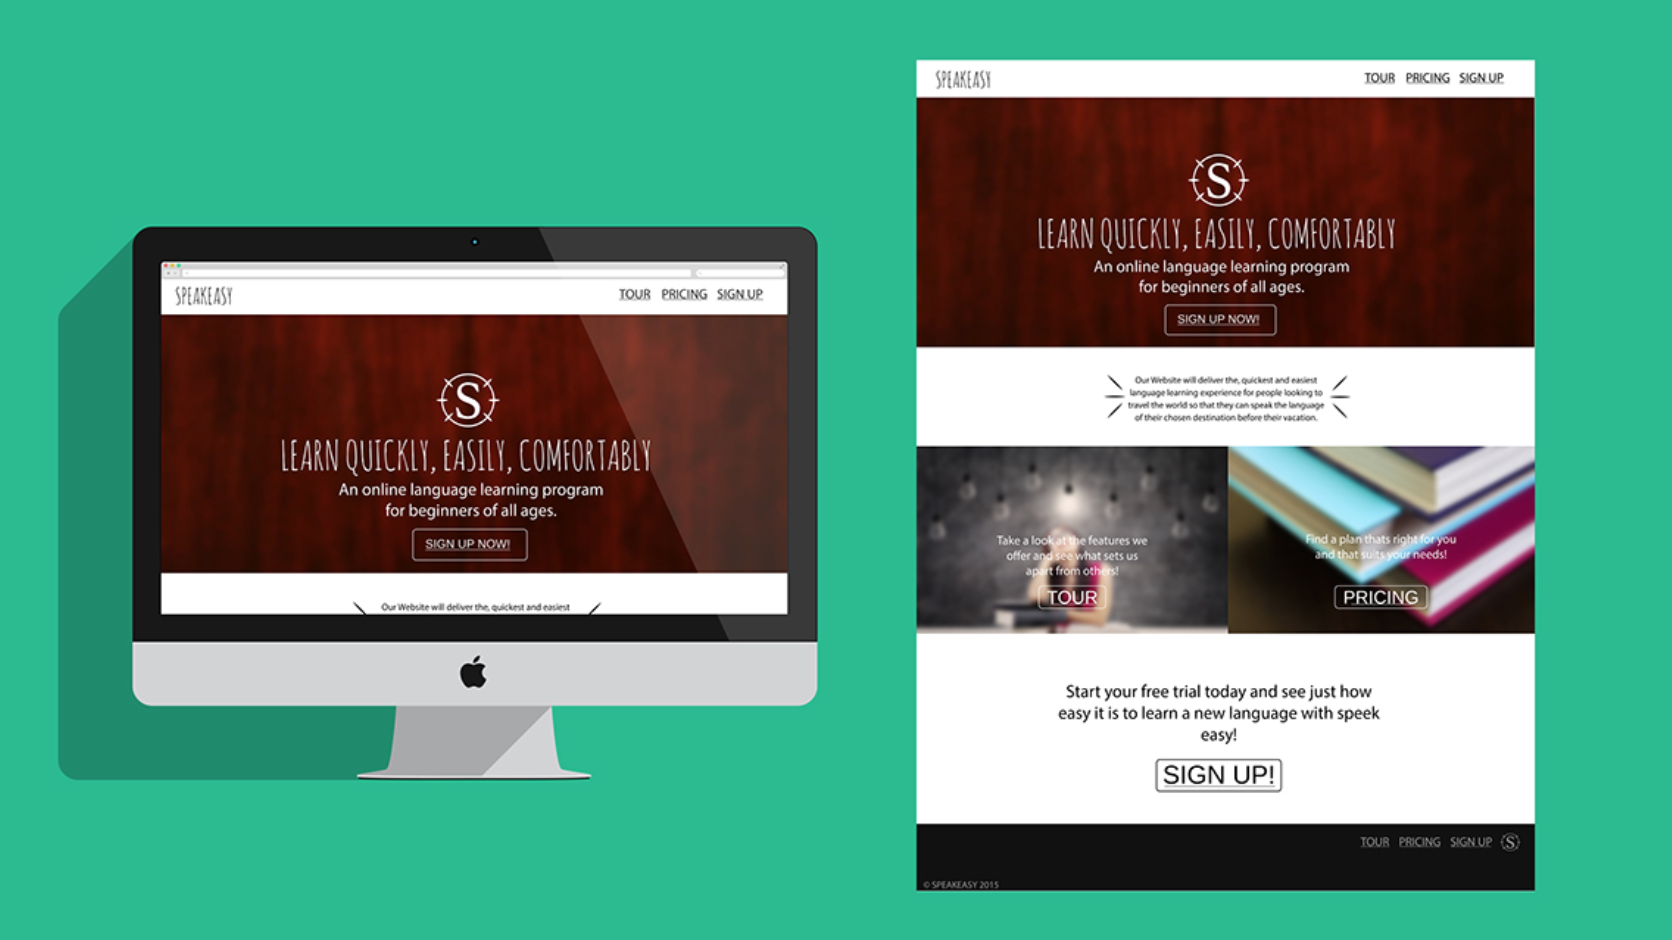 SPEAKEASY
TOUR PRICING SIGN UP
S
LEARN QUICKLY, EASILY, COMFORTABLY
An online language learning program
for beginners of all ages.
SIGN UP NOW!
Our Website will deliver the, quickest and easiest
SPEAKEASY
TOUR PRICING SIGN UP
S
LEARN QUICKLY, EASILY, COMFORTABLY
An online language learning program
for beginners of all ages.
SIGN UP NOW!
Our Website will deliver the, quickest and easiest
language learning experience for people looking to
travel the world so that they can speak the language
of their chosen destination before their vacation.
Take a look at the features we
offer and see what sets us
apart from others!
TOUR
Find a plan thats right for you
and that suits your needs!
PRICING
Start your free trial today and see just how
easy it is to learn a new language with speek
easy!
SIGN UP!
TOUR PRICING SIGN UP S
© SPEAKEASY 2015